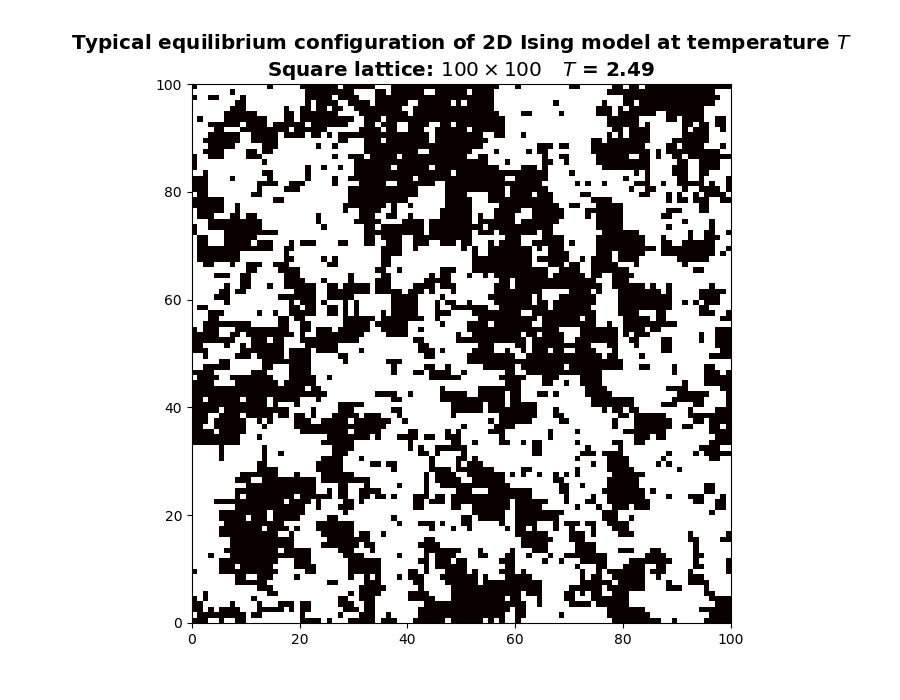 Typical equilibrium configuration of 2D Ising model at temperature T
Square lattice: 100 × 100 T = 2.49
100
80
60
40
20
0
0 20 40 60 80 100